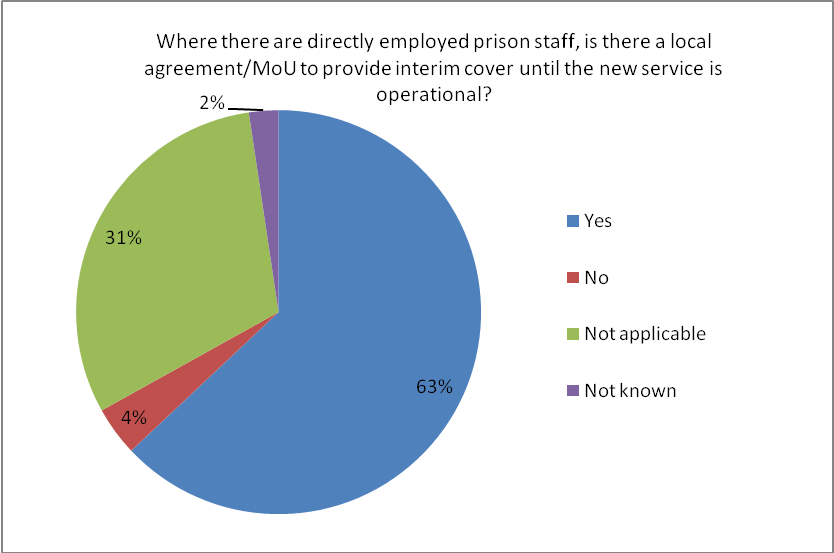 Where there are directly employed prison staff, is there a local
agreement/MoU to provide interim cover until the new service is
operational?
2%
31%
4%
63%
Yes
No
Not applicable
Not known